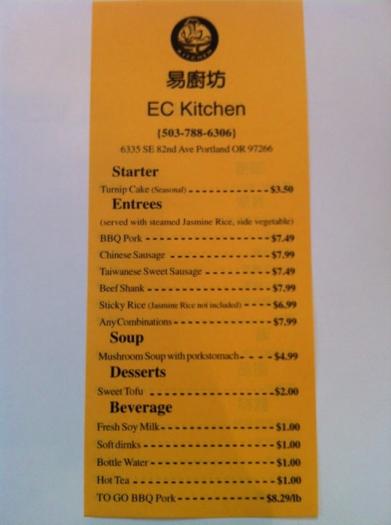 KITCHEN
易廚坊
EC Kitchen
{503-788-6306}
6335 SE 82nd Ave Portland OR 97266
Starter
Turnip Cake (Seasonal) - - - - - - - - - - - - - - $3.50
Entrees
(served with steamed Jasmine Rice, side vegetable)
BBQ Pork - - - - - - - - - - - - - - - - - - $7.49
Chinese Sausage - - - - - - - - - - - - - - - $7.99
Taiwanese Sweet Sausage - - - - - - - - - - $7.49
Beef Shank - - - - - - - - - - - - - - - - - - $7.99
Sticky Rice (Jasmine Rice not included) - - - - $6.99
Any Combinations - - - - - - - - - - - - - - $7.99
Soup
Mushroom Soup with porkstomach - - - - $4.99
Desserts
Sweet Tofu - - - - - - - - - - - - - - - - - - $2.00
Beverage
Fresh Soy Milk - - - - - - - - - - - - - - - - $1.00
Soft dirnks - - - - - - - - - - - - - - - - - - $1.00
Bottle Water - - - - - - - - - - - - - - - - - $1.00
Hot Tea - - - - - - - - - - - - - - - - - - - - $1.00
TO GO BBQ Pork - - - - - - - - - - - - - $8.29/lb